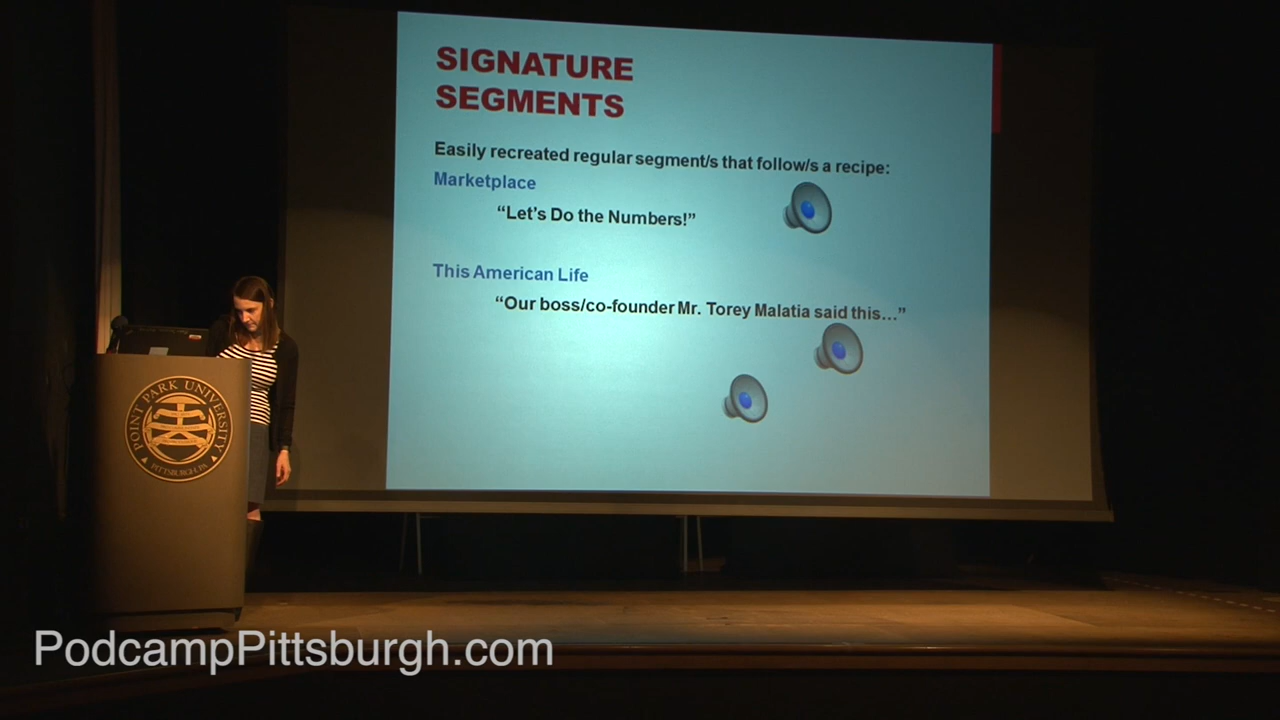 SIGNATURE
SEGMENTS
Easily recreated regular segment/s that follow/s a recipe:
Marketplace
“Let’s Do the Numbers!”
This American Life
“Our boss/co-founder Mr. Torey Malatia said this…”
POINT PARK UNIVERSITY
PITTSBURGH, PA
PodcampPittsburgh.com